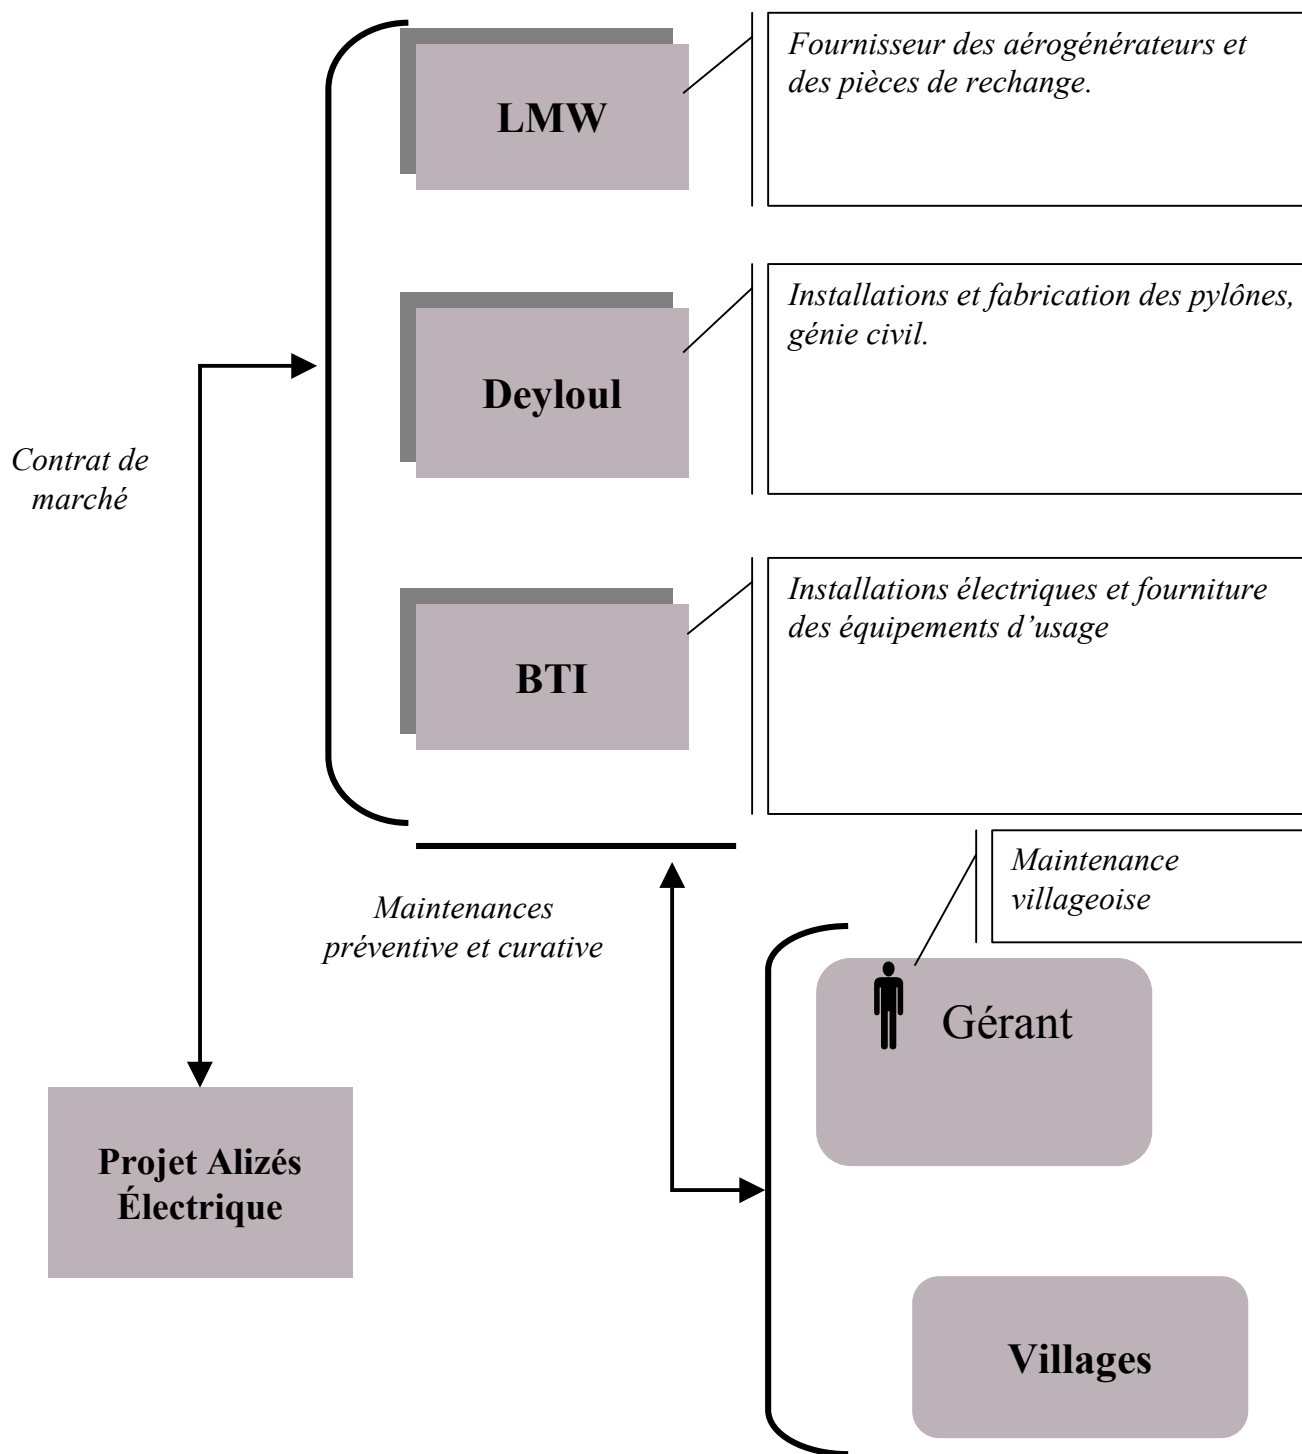 LMW
Fournisseur des aérogénérateurs et
des pièces de rechange.
Deyloul
Installations et fabrication des pylônes,
génie civil.
Contrat de
marché
BTI
Installations électriques et fourniture
des équipements d’usage
Maintenances
préventive et curative
Maintenance
villageoise
Gérant
Projet Alizés
Électrique
Villages